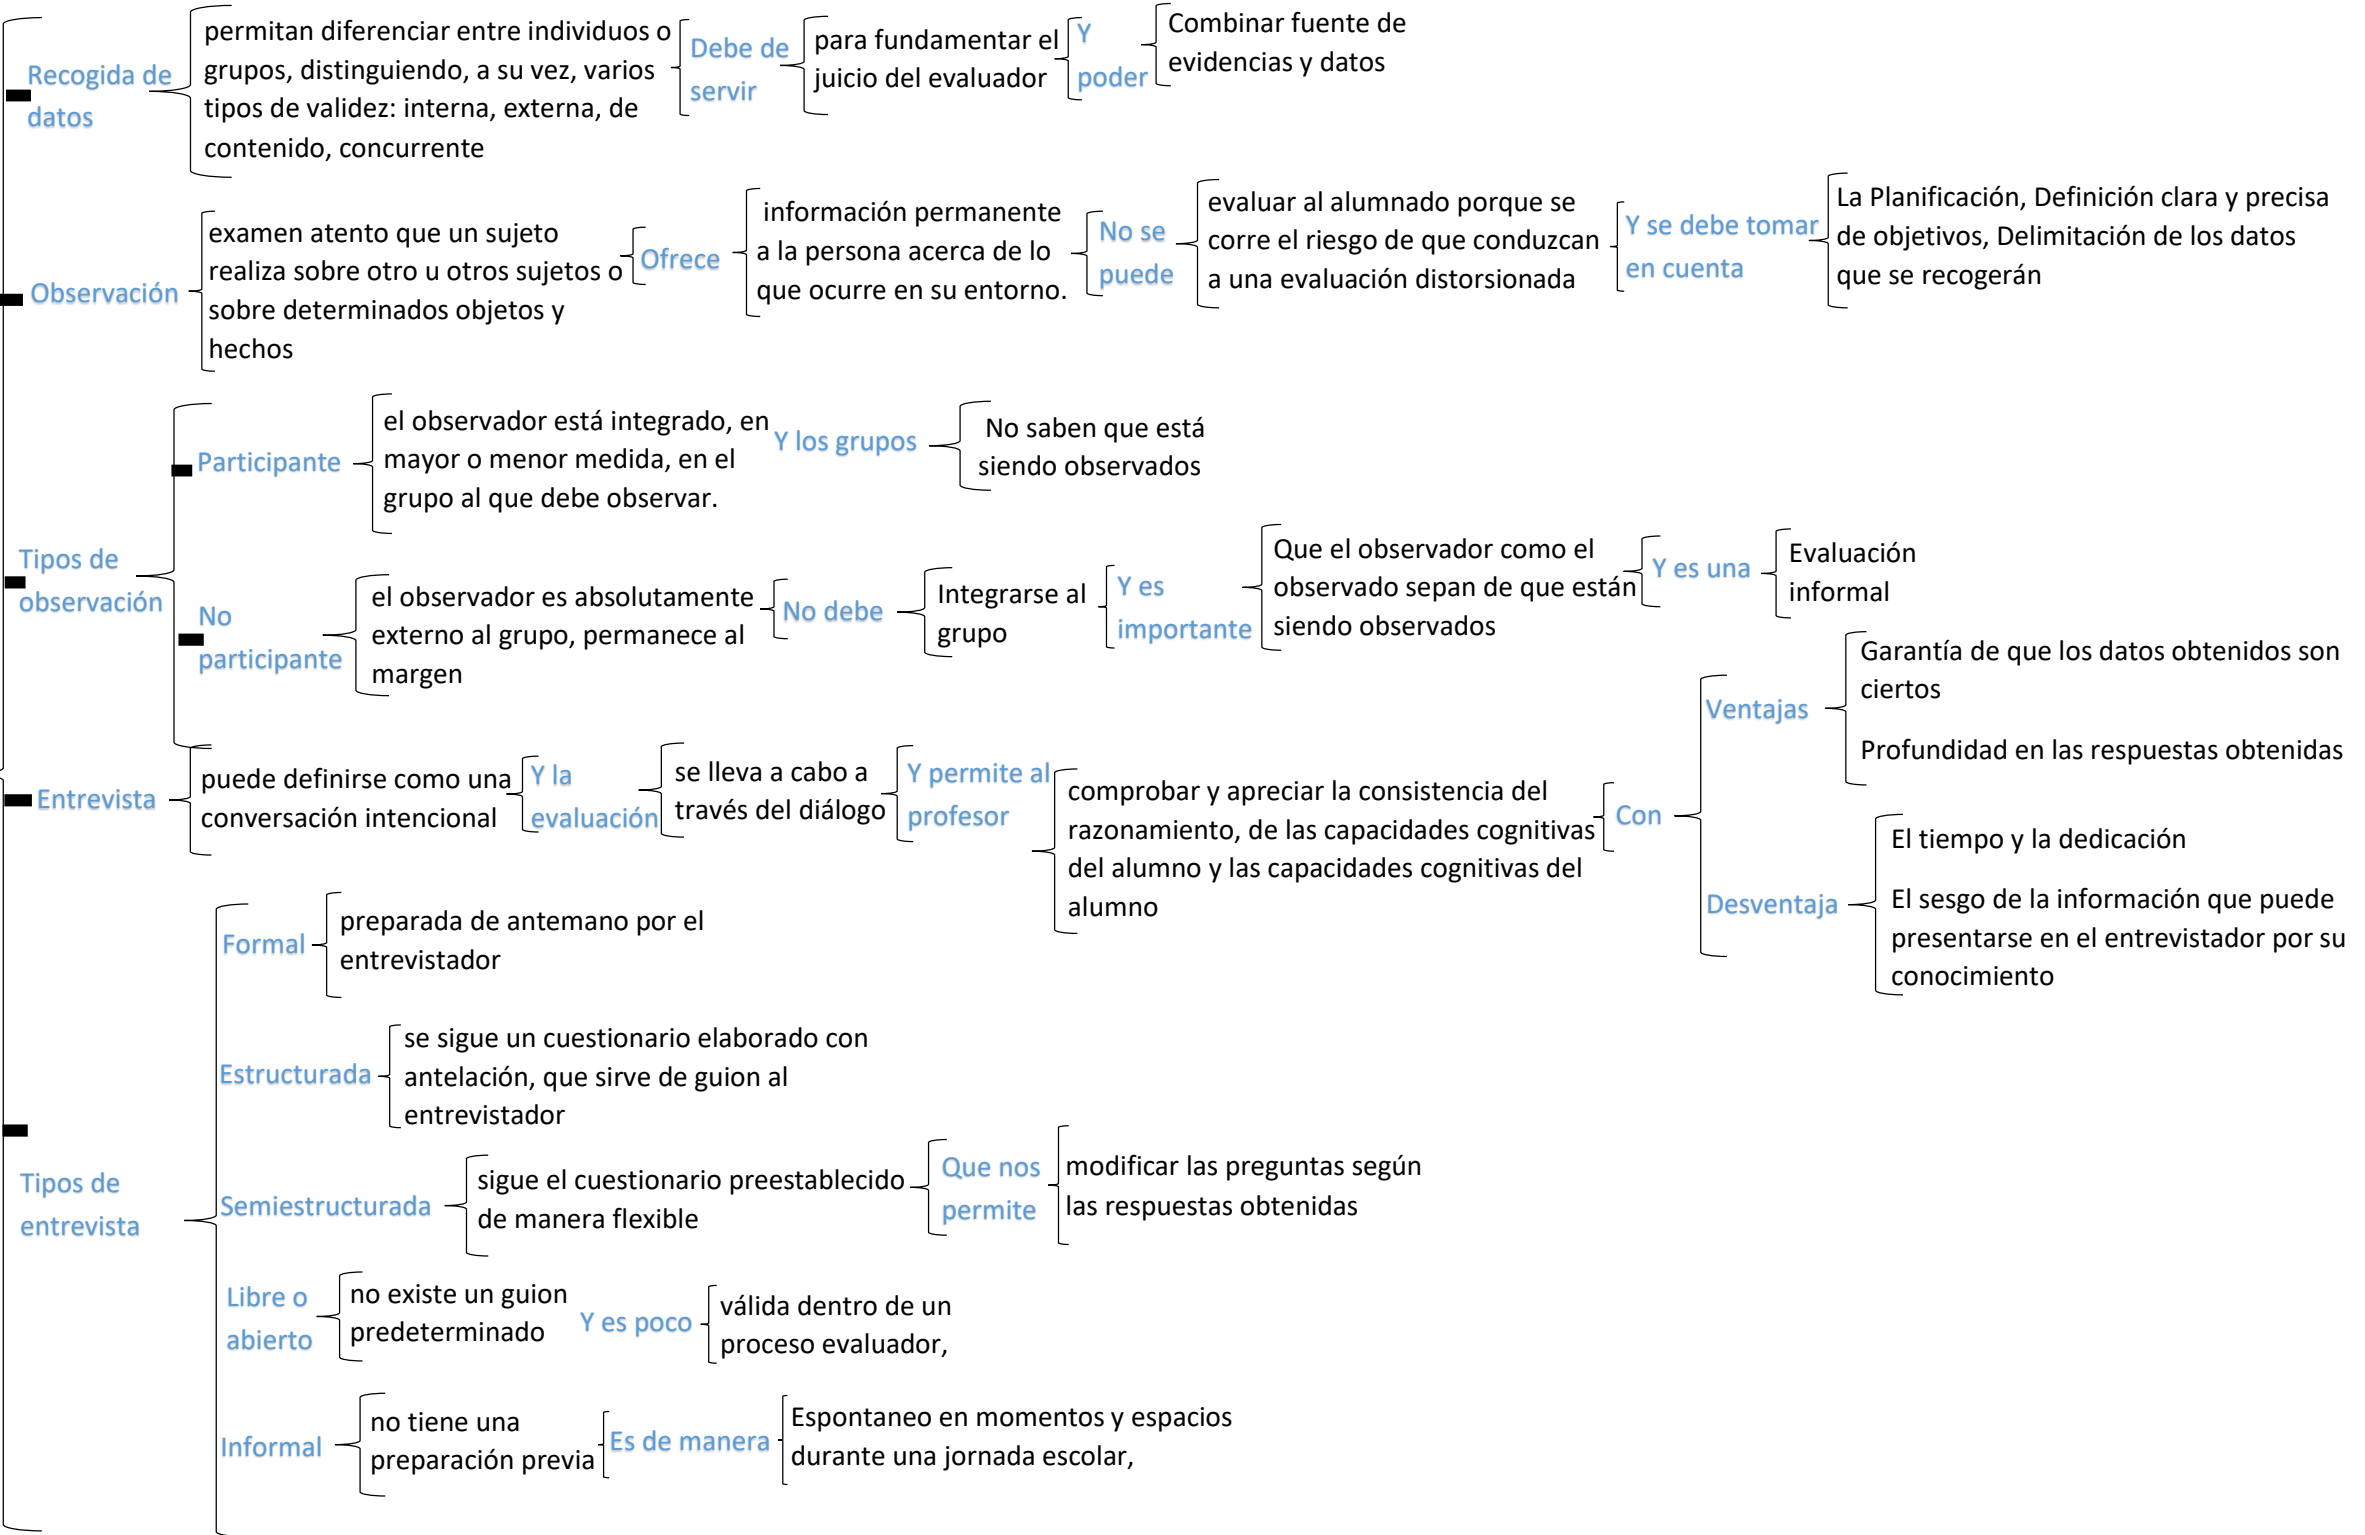 Recogida de
datos
permitan diferenciar entre individuos o
grupos, distinguiendo, a su vez, varios
tipos de validez: interna, externa, de
contenido, concurrente
Debe de
servir
para fundamentar el
juicio del evaluador
Y
poder
Combinar fuente de
evidencias y datos
Observación
examen atento que un sujeto
realiza sobre otro u otros sujetos o
sobre determinados objetos y
hechos
Ofrece
información permanente
a la persona acerca de lo
que ocurre en su entorno.
No se
puede
evaluar al alumnado porque se
corre el riesgo de que conduzcan
a una evaluación distorsionada
Y se debe tomar
en cuenta
La Planificación, Definición clara y precisa
de objetivos, Delimitación de los datos
que se recogerán
Tipos de
observación
Participante
el observador está integrado, en
mayor o menor medida, en el
grupo al que debe observar.
Y los grupos
No saben que está
siendo observados
No
participante
el observador es absolutamente
externo al grupo, permanece al
margen
No debe
Integrarse al
grupo
Y es
importante
Que el observador como el
observado sepan de que están
siendo observados
Y es una
Evaluación
informal
Entrevista
puede definirse como una
conversación intencional
Y la
evaluación
se lleva a cabo a
través del diálogo
Y permite al
profesor
comprobar y apreciar la consistencia del
razonamiento, de las capacidades cognitivas
del alumno y las capacidades cognitivas del
alumno
Con
Ventajas
Garantía de que los datos obtenidos son
ciertos
Profundidad en las respuestas obtenidas
Desventaja
El tiempo y la dedicación
El sesgo de la información que puede
presentarse en el entrevistador por su
conocimiento
Tipos de
entrevista
Formal
preparada de antemano por el
entrevistador
Estructurada
se sigue un cuestionario elaborado con
antelación, que sirve de guion al
entrevistador
Semiestructurada
sigue el cuestionario preestablecido
de manera flexible
Que nos
permite
modificar las preguntas según
las respuestas obtenidas
Libre o
abierto
no existe un guion
predeterminado
Y es poco
válida dentro de un
proceso evaluador,
Informal
no tiene una
preparación previa
Es de manera
Espontaneo en momentos y espacios
durante una jornada escolar,